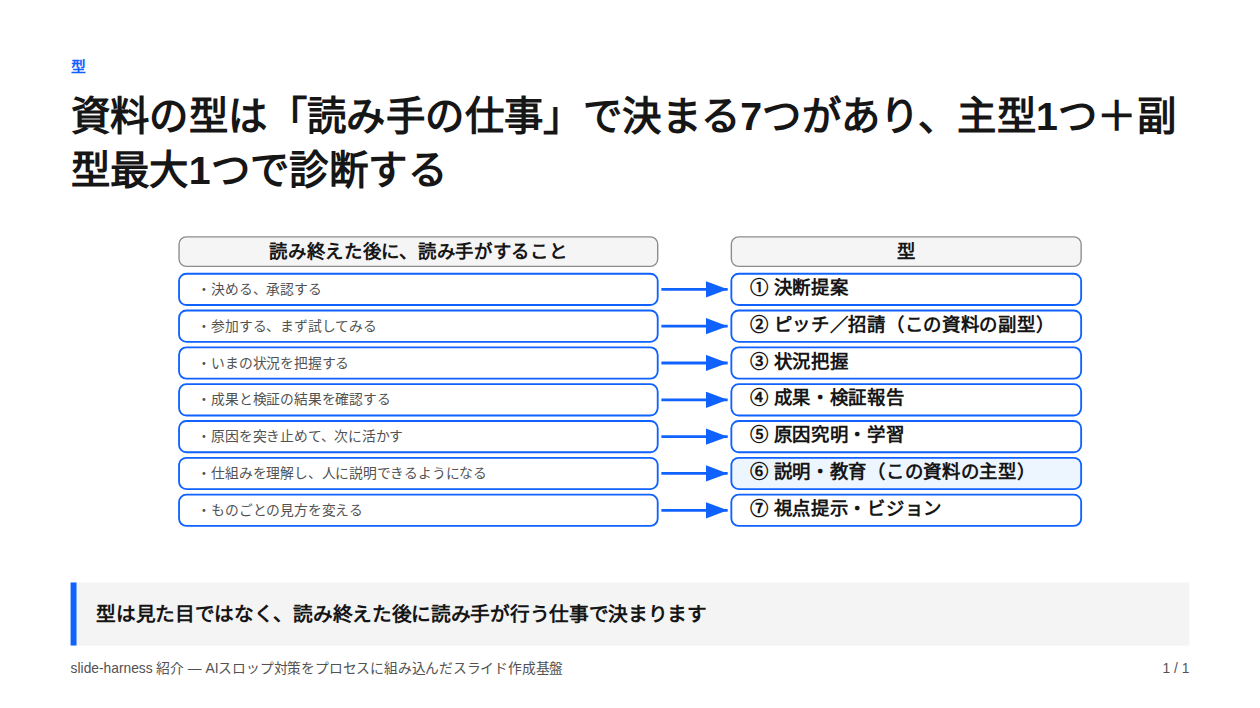 型
資料の型は「読み手の仕事」で決まる7つがあり、主型1つ＋副
型最大1つで診断する
読み終えた後に、読み手がすること
型
・決める、承認する
① 決断提案
・参加する、まず試してみる
② ピッチ／招請（この資料の副型）
・いまの状況を把握する
③ 状況把握
・成果と検証の結果を確認する
④ 成果・検証報告
・原因を突き止めて、次に活かす
⑤ 原因究明・学習
・仕組みを理解し、人に説明できるようになる
⑥ 説明・教育（この資料の主型）
・ものごとの見方を変える
⑦ 視点提示・ビジョン
型は見た目ではなく、読み終えた後に読み手が行う仕事で決まります
slide-harness 紹介 — AIスロップ対策をプロセスに組み込んだスライド作成基盤
1 / 1